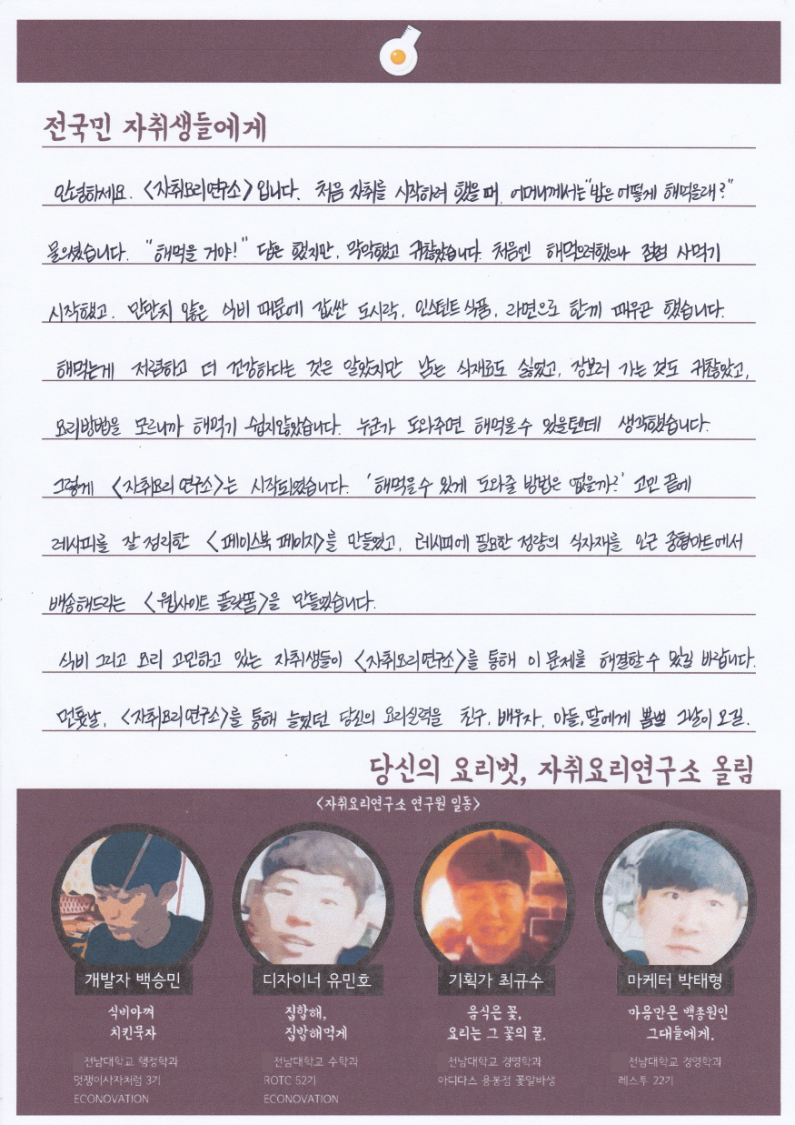 전국민 자취생들에게
안녕하세요. <자취요리연구소>입니다. 처음 자취를 시작하려 했을때, 어머니께서는 "밥은 어떻게 해먹을래?"
물으셨습니다. "해먹을 거야!" 답은 했지만, 막막했고 귀찮았습니다. 처음엔 해먹으려했으나 점점 사먹기
시작했고, 만만치 않은 식비 때문에 값싼 도시락, 인스턴트 식품, 라면으로 한끼 때우곤 했습니다.
해먹는게 저렴하고 더 건강하다는 것은 알았지만 남는 식재료도 싫었고, 장보러 가는 것도 귀찮았고,
요리방법을 모르니까 해먹기 쉽지않았습니다. 누군가 도와주면 해먹을수 있을텐데 생각했습니다.
그렇게 <자취요리 연구소>는 시작되었습니다. '해먹을수 있게 도와줄 방법은 없을까?' 고민 끝에
레시피를 잘 정리한 <페이스북 페이지>를 만들었고, 레시피에 필요한 정량의 식자재를 인근 종합마트에서
배송해드리는 <웹사이트 플랫폼>을 만들었습니다.
식비 그리고 요리 고민하고 있는 자취생들이 <자취요리연구소>를 통해 이 문제를 해결할 수 있길 바랍니다.
먼훗날, <자취요리연구소>를 통해 늘었던 당신의 요리실력을 친구, 배우자, 아들,딸에게 뽐낼 그날이 오길.
당신의 요리벗, 자취요리연구소 올림
<자취요리연구소 연구원 일동>
개발자 백승민
식비아껴
치킨묵자
전남대학교 행정학과
멋쟁이사자처럼 3기
ECONOVATION
디자이너 유민호
집합해,
집밥해먹게
전남대학교 수학과
ROTC 52기
ECONOVATION
기획가 최규수
음식은 꽃,
요리는 그 꽃의 꿀.
전남대학교 경영학과
아디다스 용봉점 꽃알바생
마케터 박태형
마음만은 백종원인
그대들에게.
전남대학교 경영학과
레스투 22기